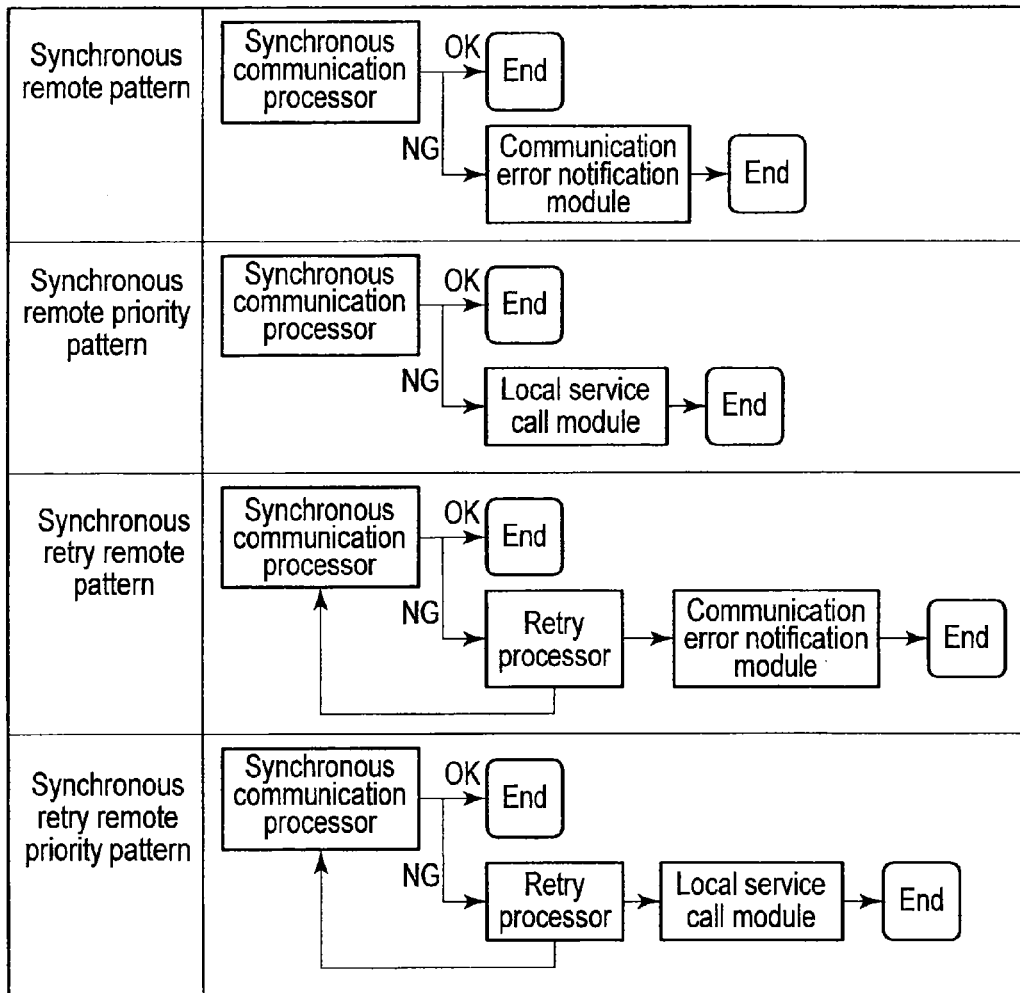 Synchronous
remote pattern
Synchronous
communication
processor
OK
End
NG
Communication
error notification
module
End
Synchronous
remote priority
pattern
Synchronous
communication
processor
OK
End
NG
Local service
call module
End
Synchronous
retry remote
pattern
Synchronous
communication
processor
OK
End
NG
Retry
processor
Communication
error notification
module
End
Synchronous
retry remote
priority pattern
Synchronous
communication
processor
OK
End
NG
Retry
processor
Local service
call module
End